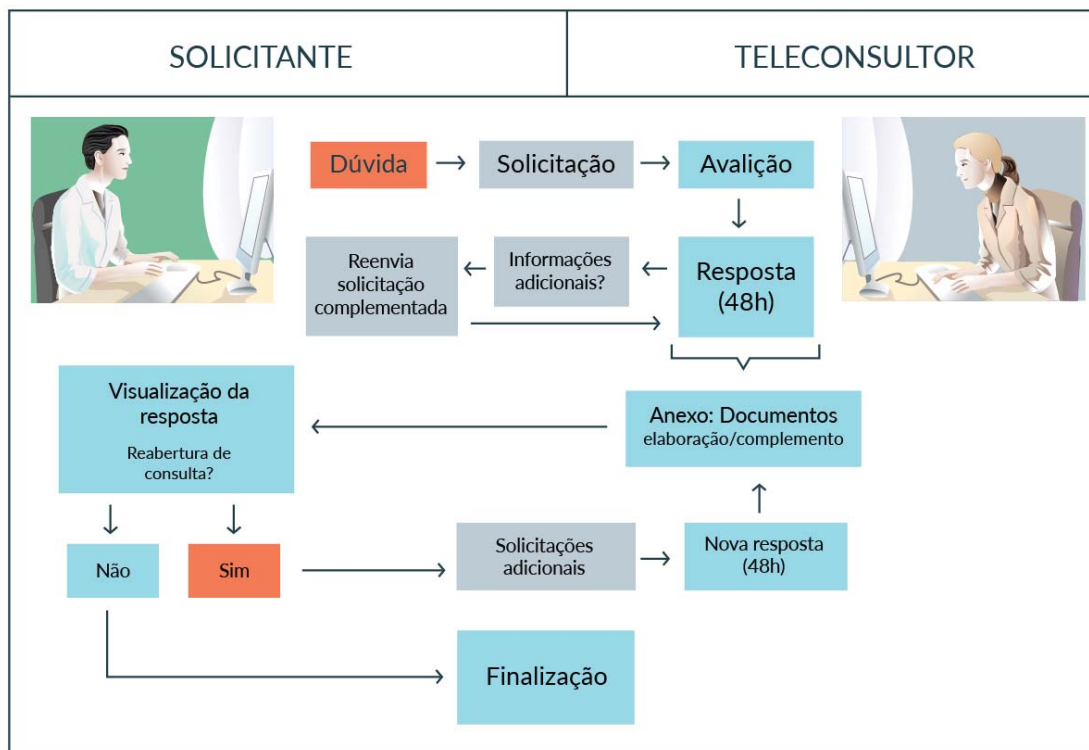 SOLICITANTE
TELECONSULTOR
Dúvida
Solicitação
Avalição
Reenvia
solicitação
complementada
Informações
adicionais?
Resposta
(48h)
Visualização da
resposta
Reabertura de
consulta?
Anexo: Documentos
elaboração/complemento
Não
Sim
Solicitações
adicionais
Nova resposta
(48h)
Finalização